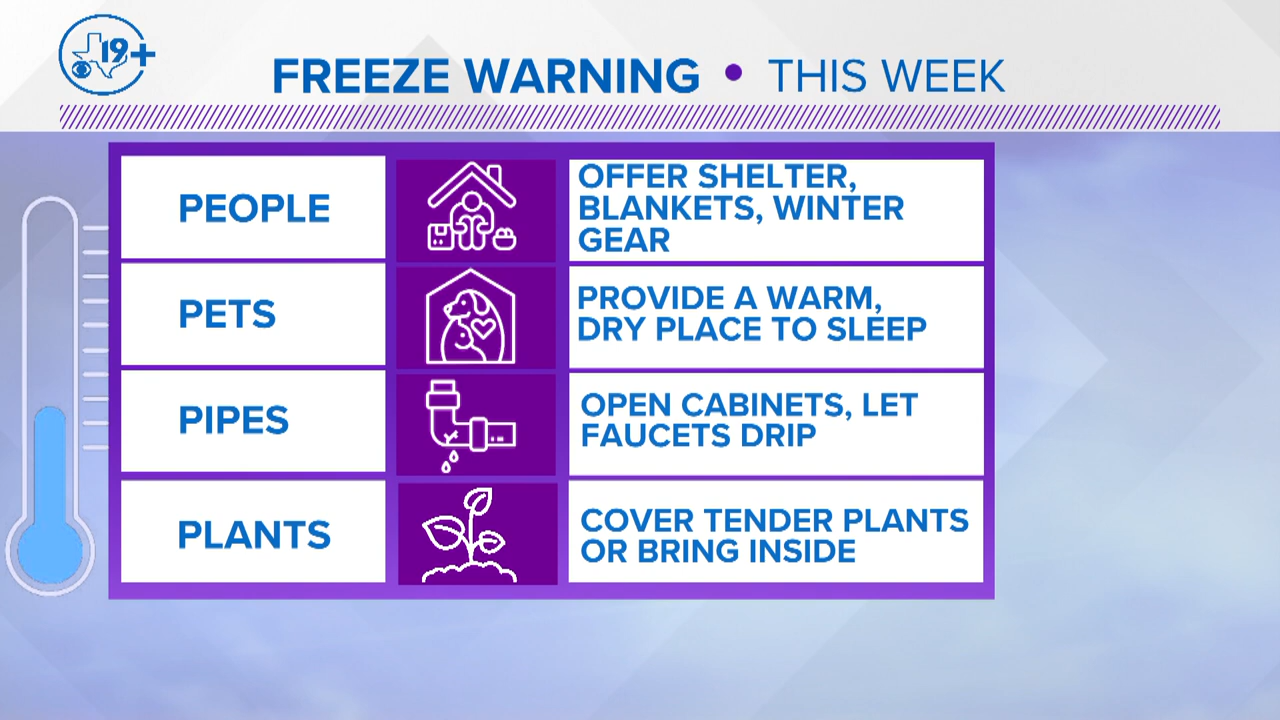 19+
FREEZE WARNING • THIS WEEK
PEOPLE
OFFER SHELTER,
BLANKETS, WINTER
GEAR
PETS
PROVIDE A WARM,
DRY PLACE TO SLEEP
PIPES
OPEN CABINETS, LET
FAUCETS DRIP
PLANTS
COVER TENDER PLANTS
OR BRING INSIDE